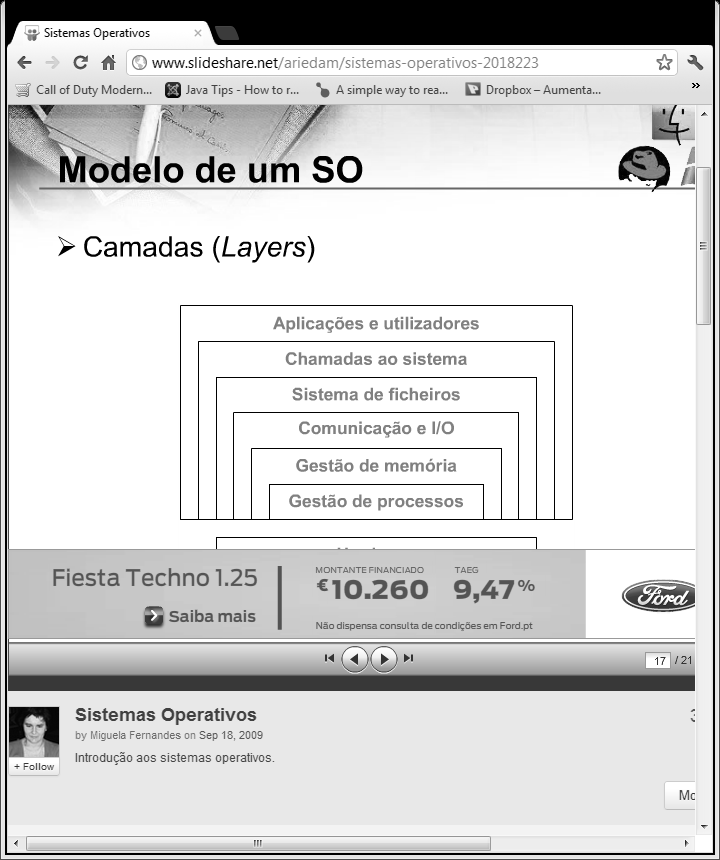 Sistemas Operativos
www.slideshare.net/ariedam/sistemas-operativos-2018223
Call of Duty Modern... Java Tips - How to r... A simple way to rea... Dropbox – Aumenta... »
Modelo de um SO
Camadas (Layers)
Aplicações e utilizadores
Chamadas ao sistema
Sistema de ficheiros
Comunicação e I/O
Gestão de memória
Gestão de processos
Fiesta Techno 1.25
Saiba mais
MONTANTE FINANCIADO TAEG
€10.260 9,47%
Não dispensa consulta de condições em Ford.pt
Ford
17 / 21
Sistemas Operativos
by Miguela Fernandes on Sep 18, 2009
Introdução aos sistemas operativos.
+ Follow
Mo